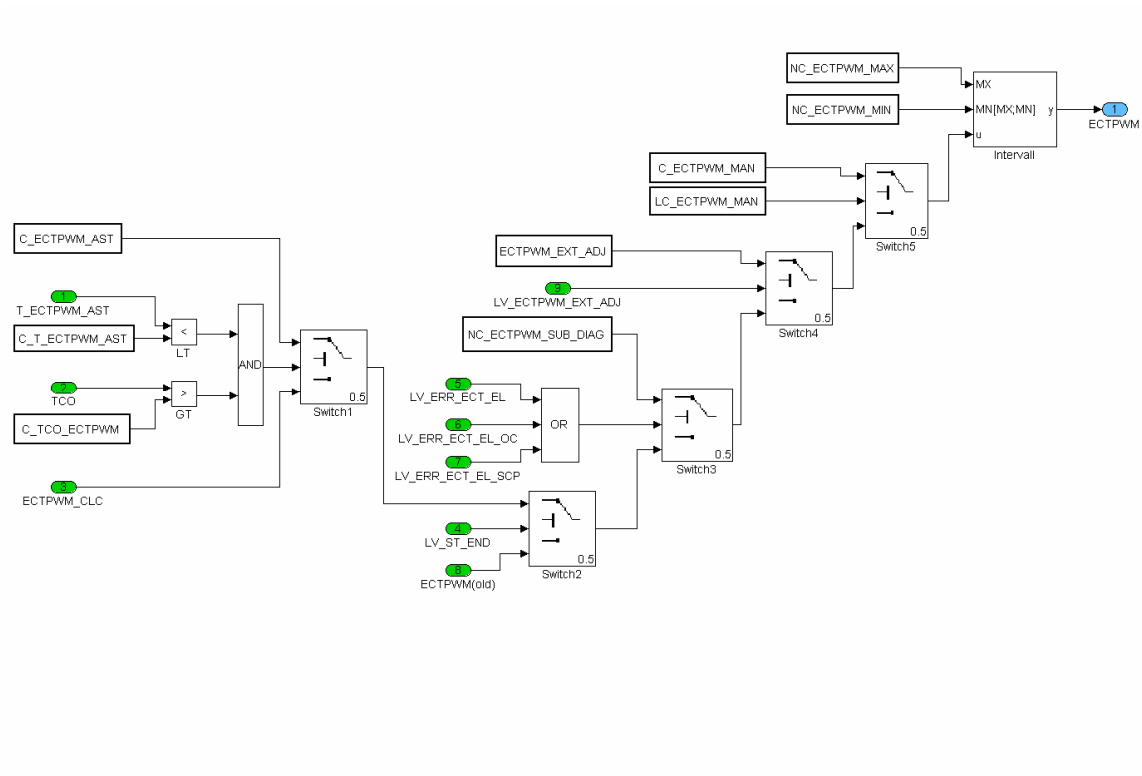 NC_ECTPWM_MAX
MX
NC_ECTPWM_MIN
MN[MX;MN]
y
1
ECTPWM
u
Intervall
C_ECTPWM_MAN
LC_ECTPWM_MAN
0.5
Switch5
C_ECTPWM_AST
ECTPWM_EXT_ADJ
9
LV_ECTPWM_EXT_ADJ
0.5
Switch4
1
T_ECTPWM_AST
C_T_ECTPWM_AST
<
LT
NC_ECTPWM_SUB_DIAG
AND
2
TCO
>
GT
C_TCO_ECTPWM
0.5
Switch1
5
LV_ERR_ECT_EL
6
LV_ERR_ECT_EL_OC
7
LV_ERR_ECT_EL_SCP
OR
0.5
Switch3
3
ECTPWM_CLC
4
LV_ST_END
8
ECTPWM(old)
0.5
Switch2